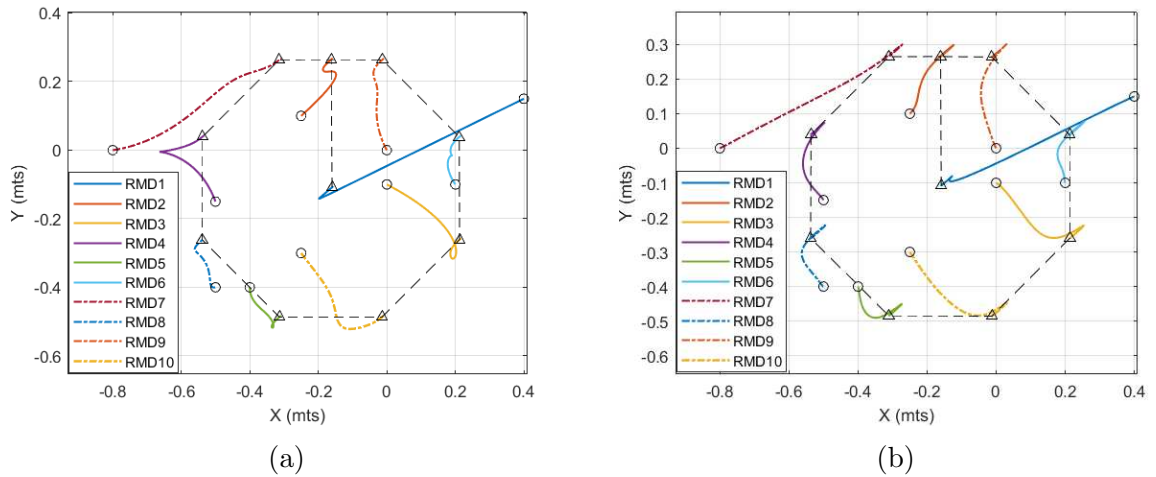 0.4
0.2
0
-0.2
-0.4
-0.6
Y (mts)
RMD1
RMD2
RMD3
RMD4
RMD5
RMD6
RMD7
RMD8
RMD9
RMD10
-0.8 -0.6 -0.4 -0.2 0 0.2 0.4
X (mts)
(a)
0.3
0.2
0.1
0
-0.1
-0.2
-0.3
-0.4
-0.5
-0.6
Y (mts)
RMD1
RMD2
RMD3
RMD4
RMD5
RMD6
RMD7
RMD8
RMD9
RMD10
-0.8 -0.6 -0.4 -0.2 0 0.2 0.4
X (mts)
(b)